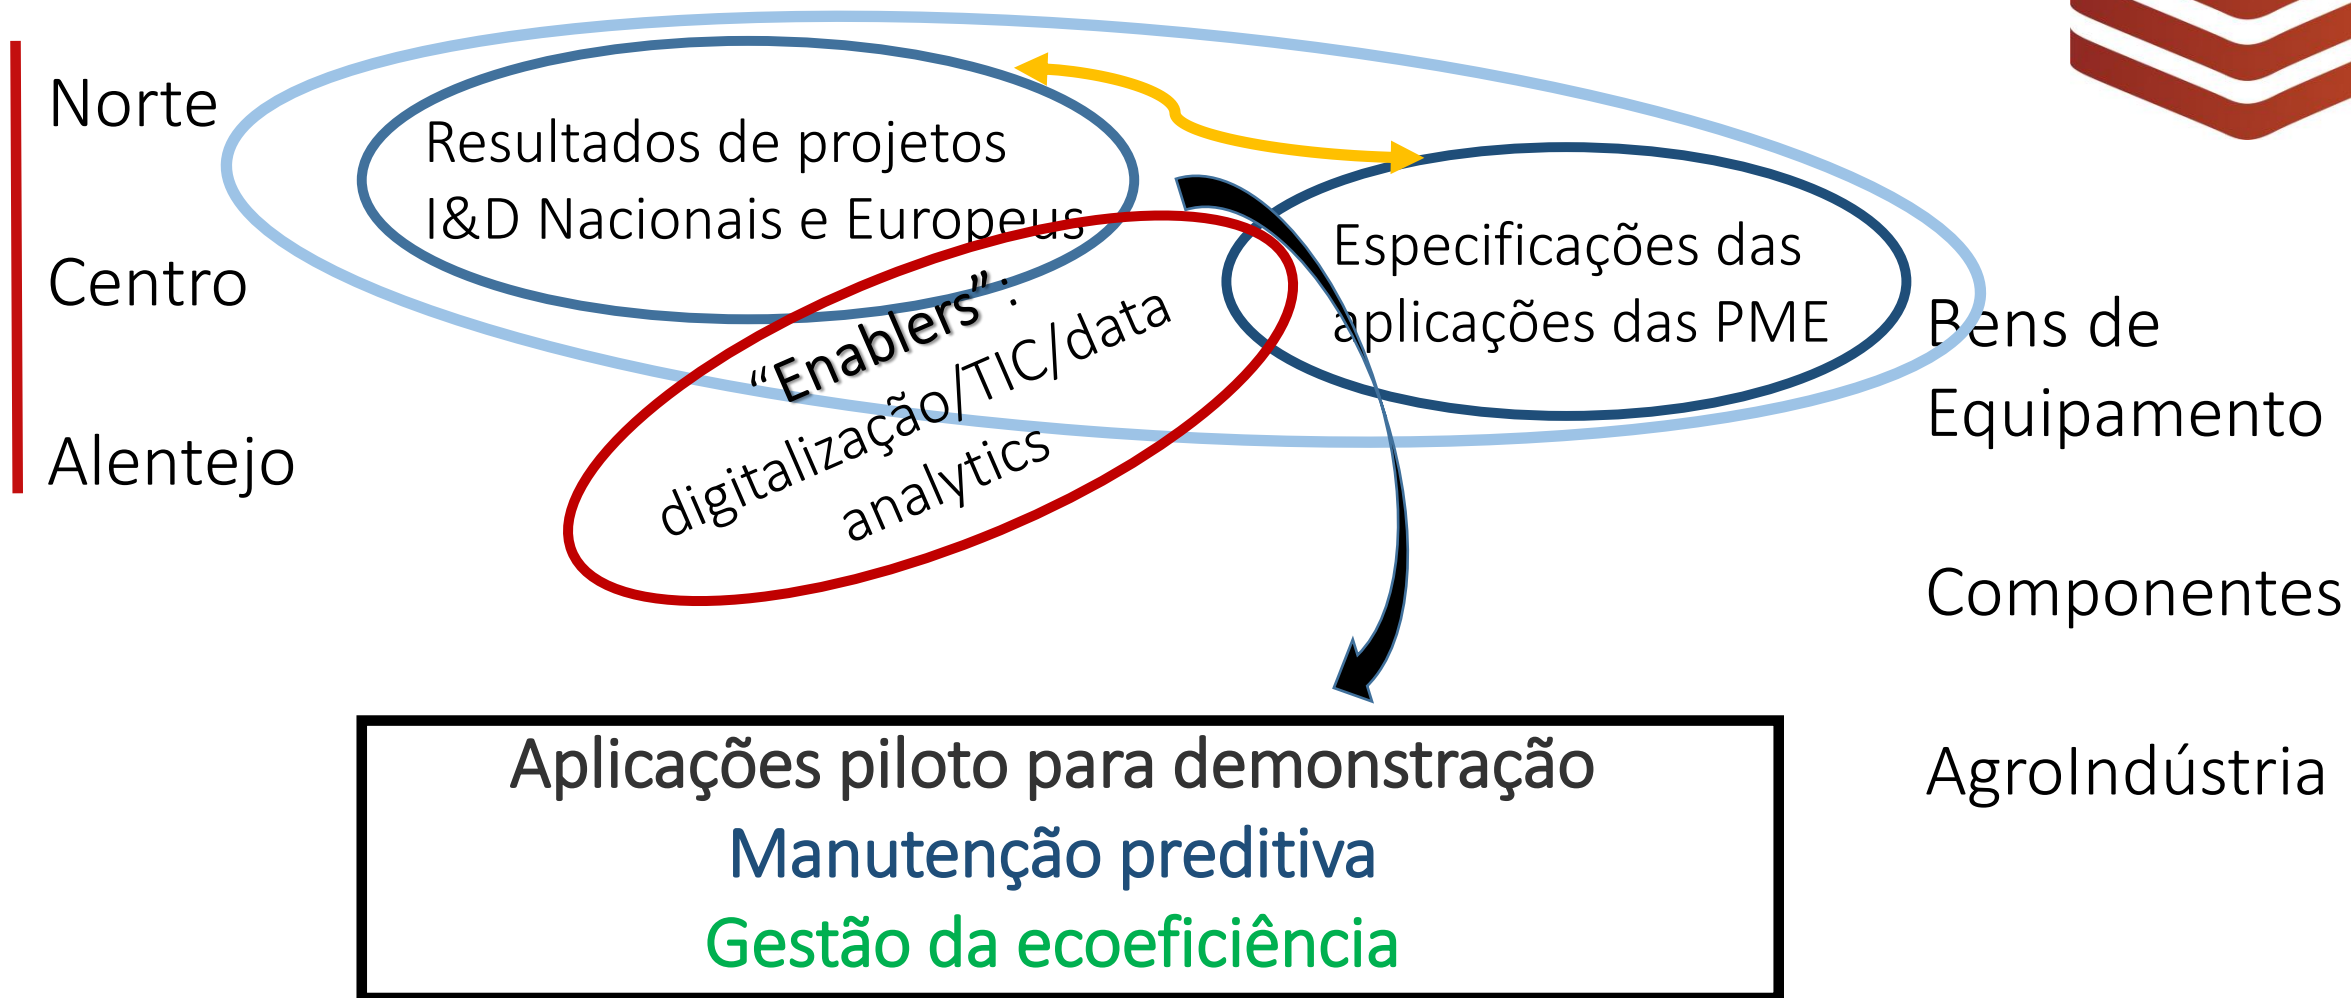 Norte
Centro
Alentejo
Resultados de projetos
I&D Nacionais e Europeus
“Enablers”:
digitalização/TIC/data
analytics
Especificações das
aplicações das PME
Bens de
Equipamento
Componentes
AgroIndústria
Aplicações piloto para demonstração
Manutenção preditiva
Gestão da ecoeficiência